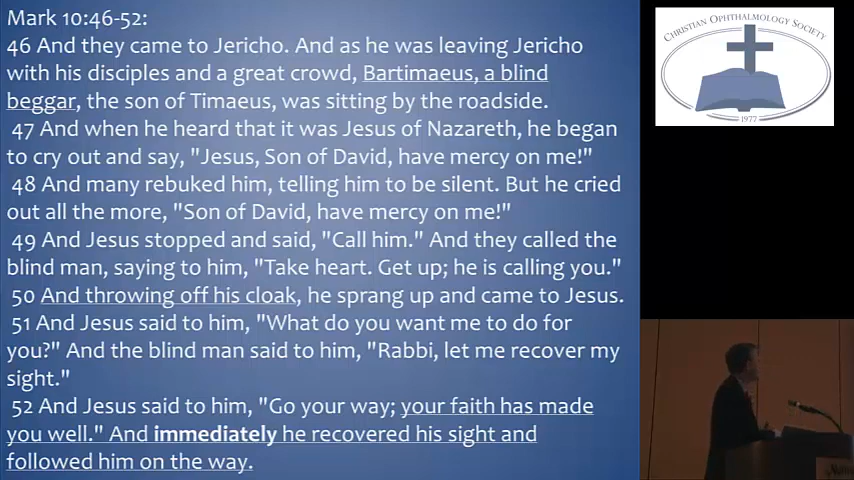 Mark 10:46-52:
46 And they came to Jericho. And as he was leaving Jericho
with his disciples and a great crowd, Bartimaeus, a blind
beggar, the son of Timaeus, was sitting by the roadside.
47 And when he heard that it was Jesus of Nazareth, he began
to cry out and say, "Jesus, Son of David, have mercy on me!"
48 And many rebuked him, telling him to be silent. But he cried
out all the more, "Son of David, have mercy on me!"
49 And Jesus stopped and said, "Call him." And they called the
blind man, saying to him, "Take heart. Get up; he is calling you."
50 And throwing off his cloak, he sprang up and came to Jesus.
51 And Jesus said to him, "What do you want me to do for
you?" And the blind man said to him, "Rabbi, let me recover my
sight."
52 And Jesus said to him, "Go your way; your faith has made
you well." And immediately he recovered his sight and
followed him on the way.
CHRISTIAN OPHTHALMOLOGY SOCIETY
1977